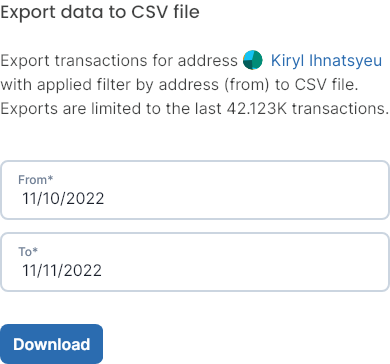 Export data to CSV file
Export transactions for address Kiryl Ihnatsyeu
with applied filter by address (from) to CSV file.
Exports are limited to the last 42.123K transactions.
From*
11/10/2022
To*
11/11/2022
Download